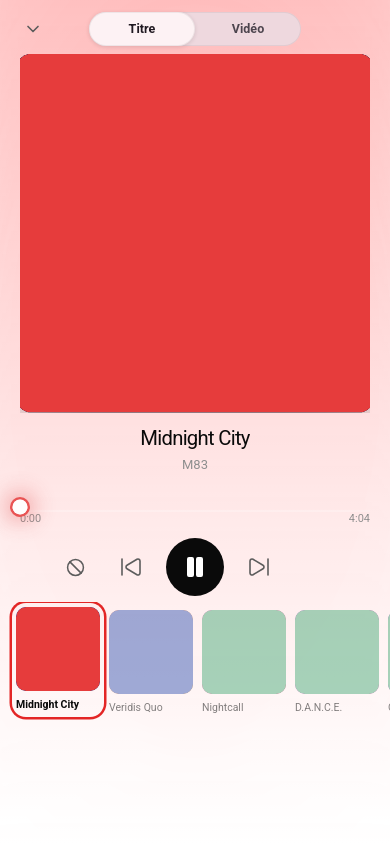 Titre
Vidéo
Midnight City
M83
0:00
4:04
Midnight City
Veridis Quo
Nightcall
D.A.N.C.E.